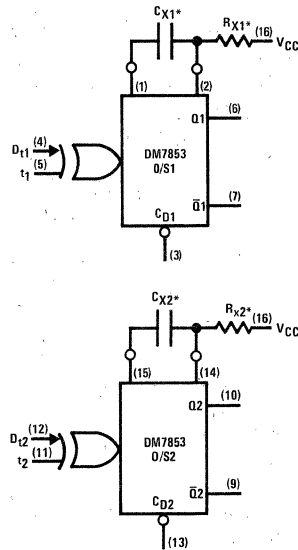 CX1*
RX1*
(16)
VCC
(1)
(2)
(6)
Q1
Dt1
(4)
(5)
t1
DM7853
O/S1
(7)
Q̅1
CD1
(3)
CX2*
RX2*
(16)
VCC
(15)
(14)
(10)
Q2
Dt2
(12)
(11)
t2
DM7853
O/S2
(9)
Q̅2
CD2
(13)